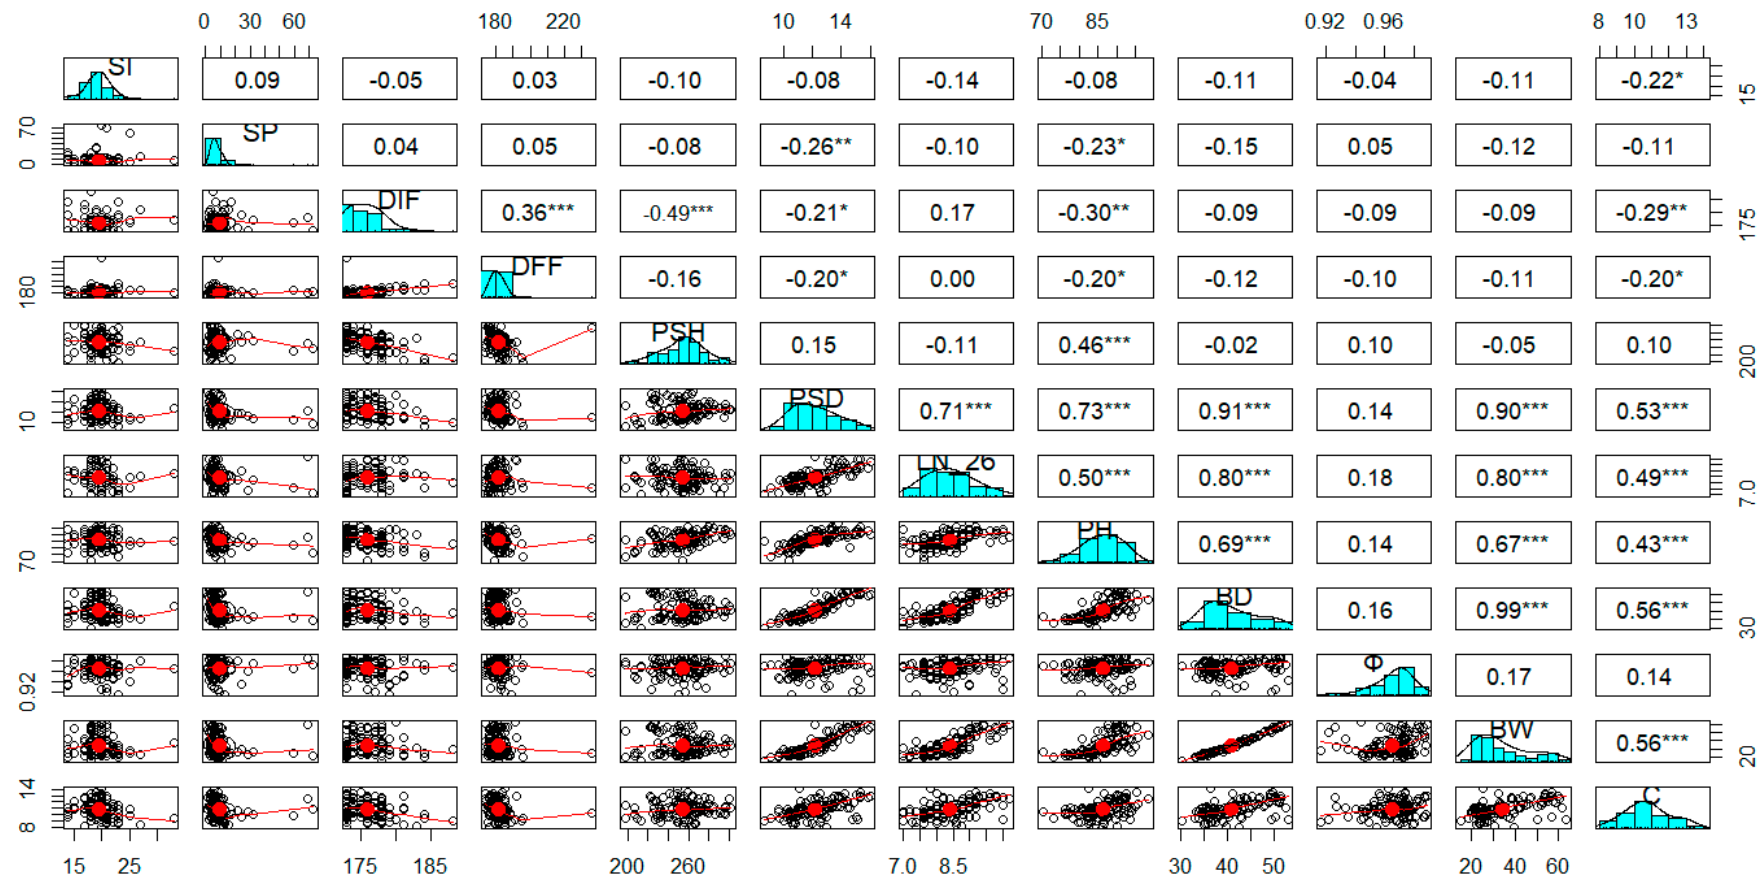 0 30 60 180 220 10 14 70 85 0.92 0.96 8 10 13
SI 0.09 -0.05 0.03 -0.10 -0.08 -0.14 -0.08 -0.11 -0.04 -0.11 -0.22* 15
0 70 SP 0.04 0.05 -0.08 -0.26** -0.10 -0.23* -0.15 0.05 -0.12 -0.11
DIF 0.36*** -0.49*** -0.21* 0.17 -0.30** -0.09 -0.09 -0.09 -0.29** 175
180 DFF -0.16 -0.20* 0.00 -0.20* -0.12 -0.10 -0.11 -0.20*
PSH 0.15 -0.11 0.46*** -0.02 0.10 -0.05 0.10 200
10 PSD 0.71*** 0.73*** 0.91*** 0.14 0.90*** 0.53***
LN_26 0.50*** 0.80*** 0.18 0.80*** 0.49*** 7.0
70 PH 0.69*** 0.14 0.67*** 0.43***
BD 0.16 0.99*** 0.56*** 30
0.92 Φ 0.17 0.14
BW 0.56*** 20
8 14 C
15 25 175 185 200 260 7.0 8.5 30 40 50 20 40 60